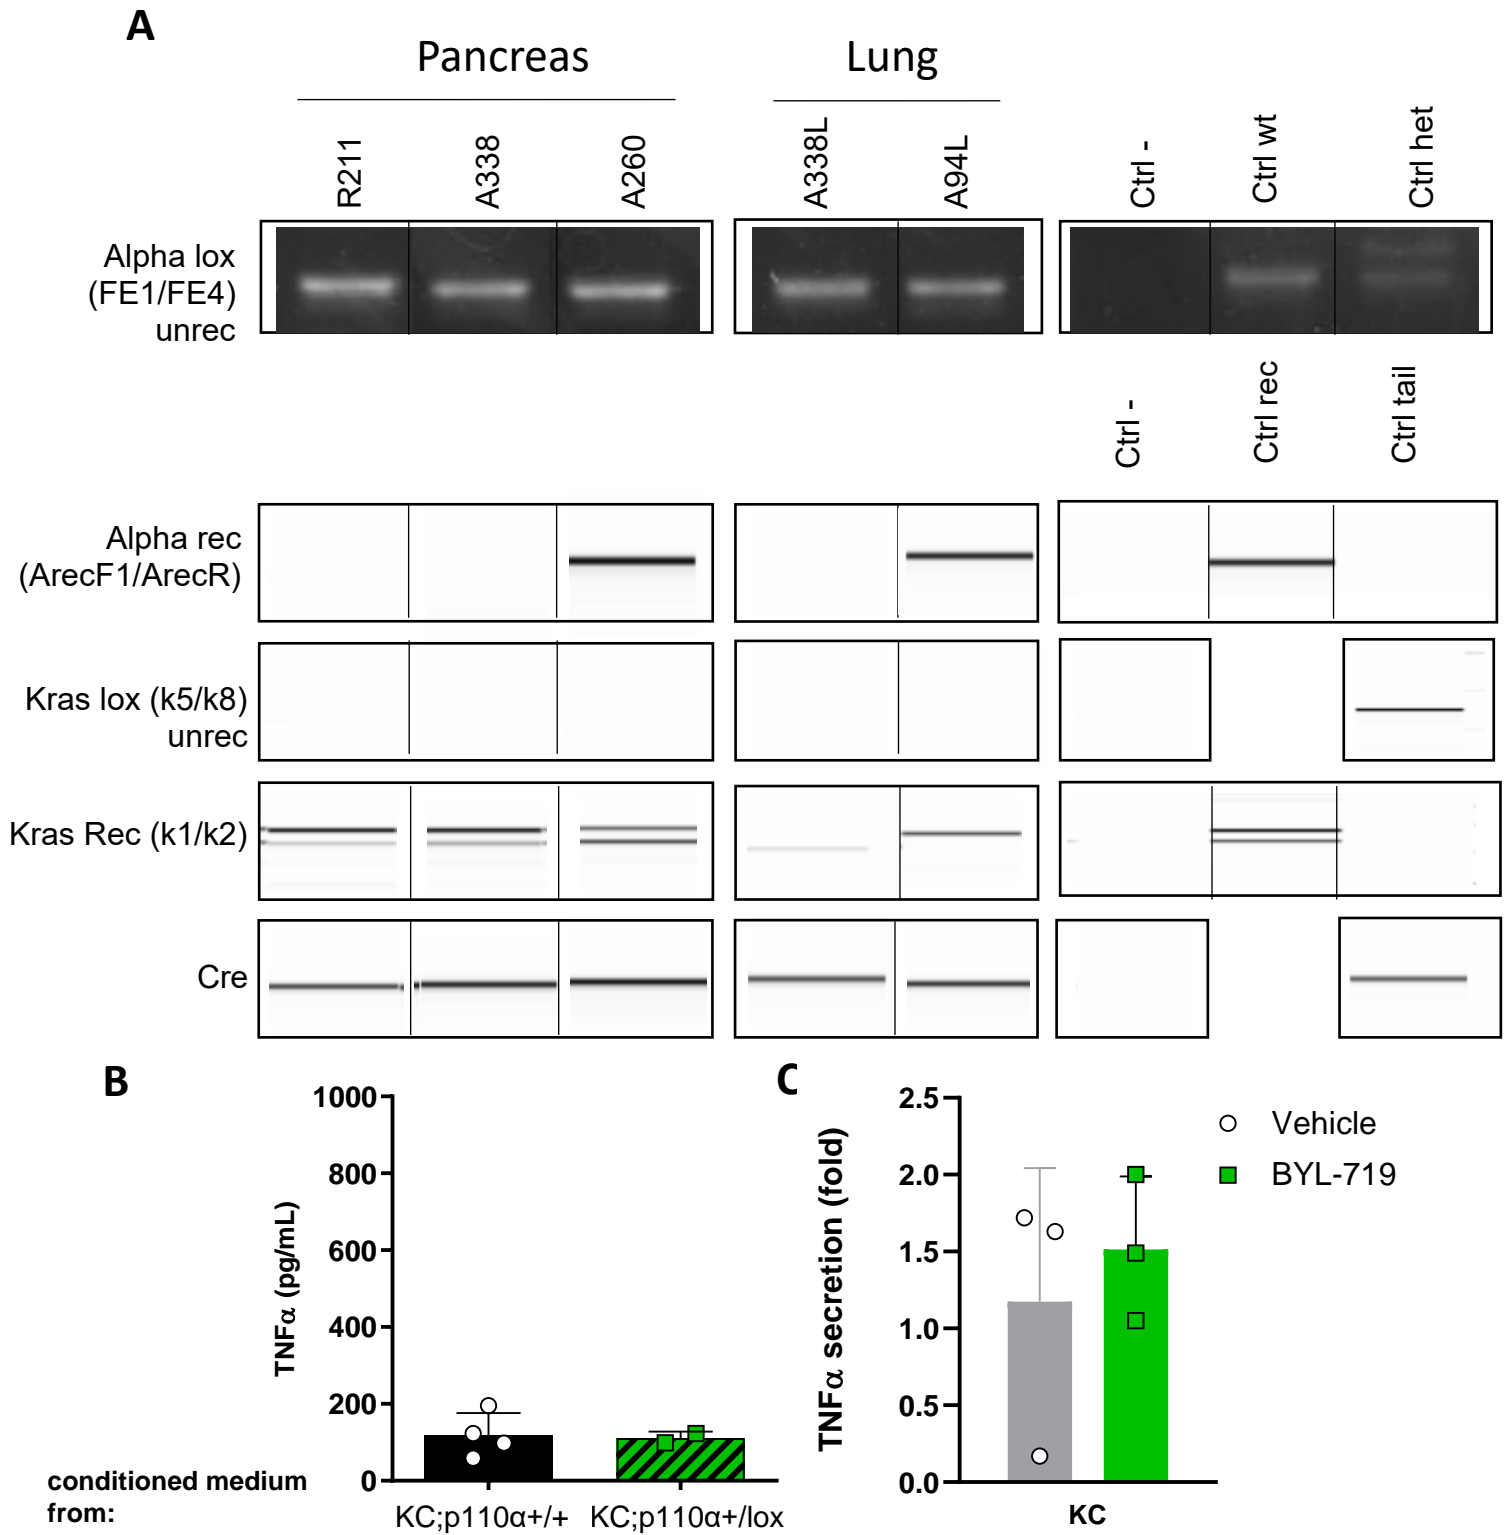 A
Pancreas
Lung
R211
A338
A260
A338L
A94L
Ctrl -
Ctrl wt
Ctrl het
Alpha lox
(FE1/FE4)
unrec
Ctrl -
Ctrl rec
Ctrl tail
Alpha rec
(ArecF1/ArecR)
Kras lox (k5/k8)
unrec
Kras Rec (k1/k2)
Cre
B
TNFα (pg/mL)
1000
800
600
400
200
0
conditioned medium
from:
KC;p110α+/+
KC;p110α+/lox
C
TNFα secretion (fold)
2.5
2.0
1.5
1.0
0.5
0.0
KC
Vehicle
BYL-719